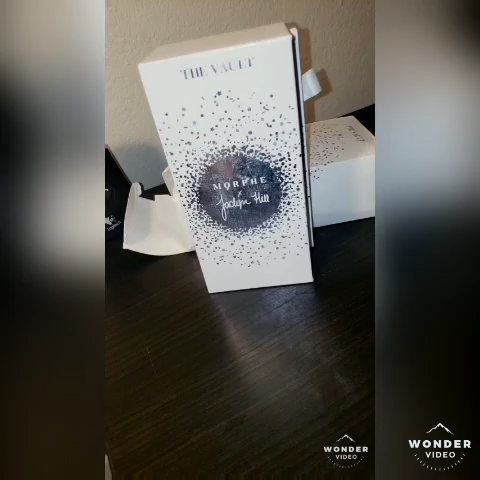 THE VAULT
MORPHE
X
Jaclyn Hill
WONDER
VIDEO
WONDER
VIDEO